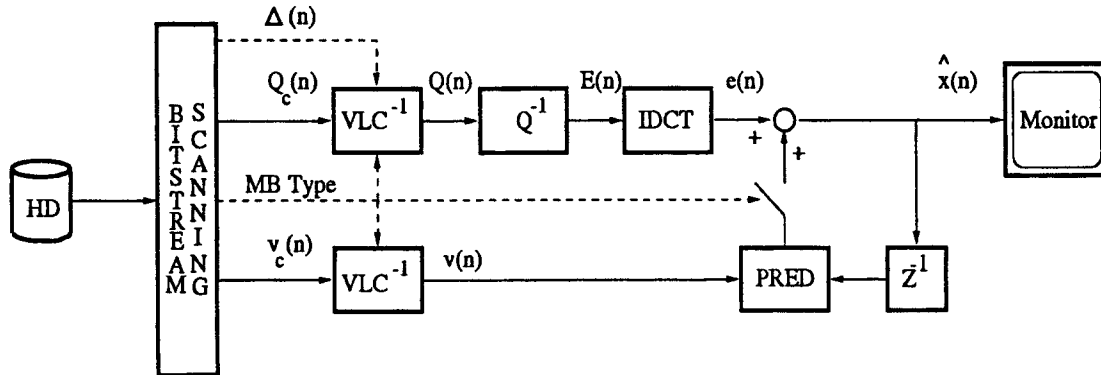 Δ(n)
Q_c(n)
VLC^-1
Q(n)
Q^-1
E(n)
IDCT
e(n)
+
+
^
x(n)
Monitor
HD
BITSTREAM
SCANNING
MB Type
v_c(n)
VLC^-1
v(n)
PRED
Z^-1